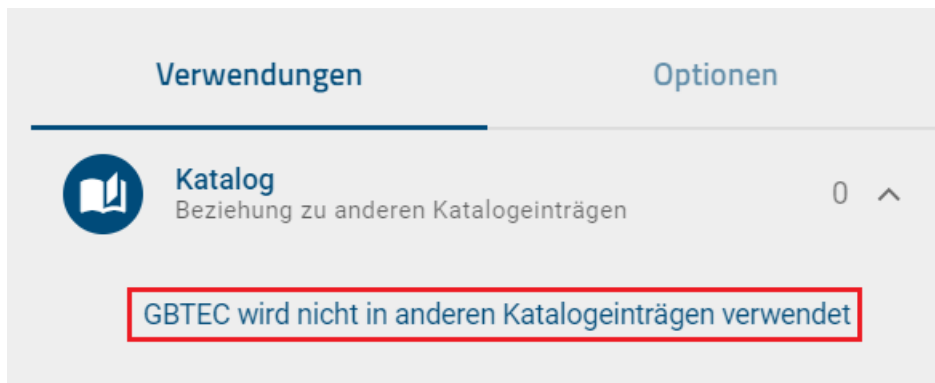 Verwendungen Optionen
Katalog
Beziehung zu anderen Katalogeinträgen 0
GBTEC wird nicht in anderen Katalogeinträgen verwendet